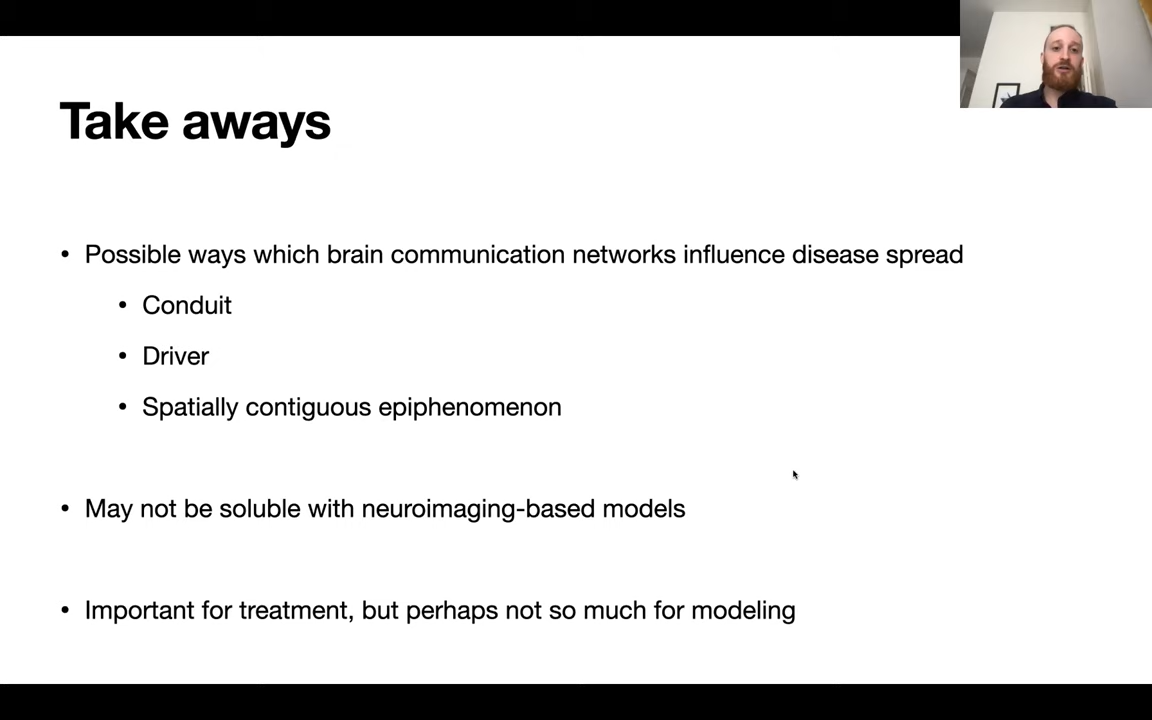 Take aways
• Possible ways which brain communication networks influence disease spread
• Conduit
• Driver
• Spatially contiguous epiphenomenon
• May not be soluble with neuroimaging-based models
• Important for treatment, but perhaps not so much for modeling